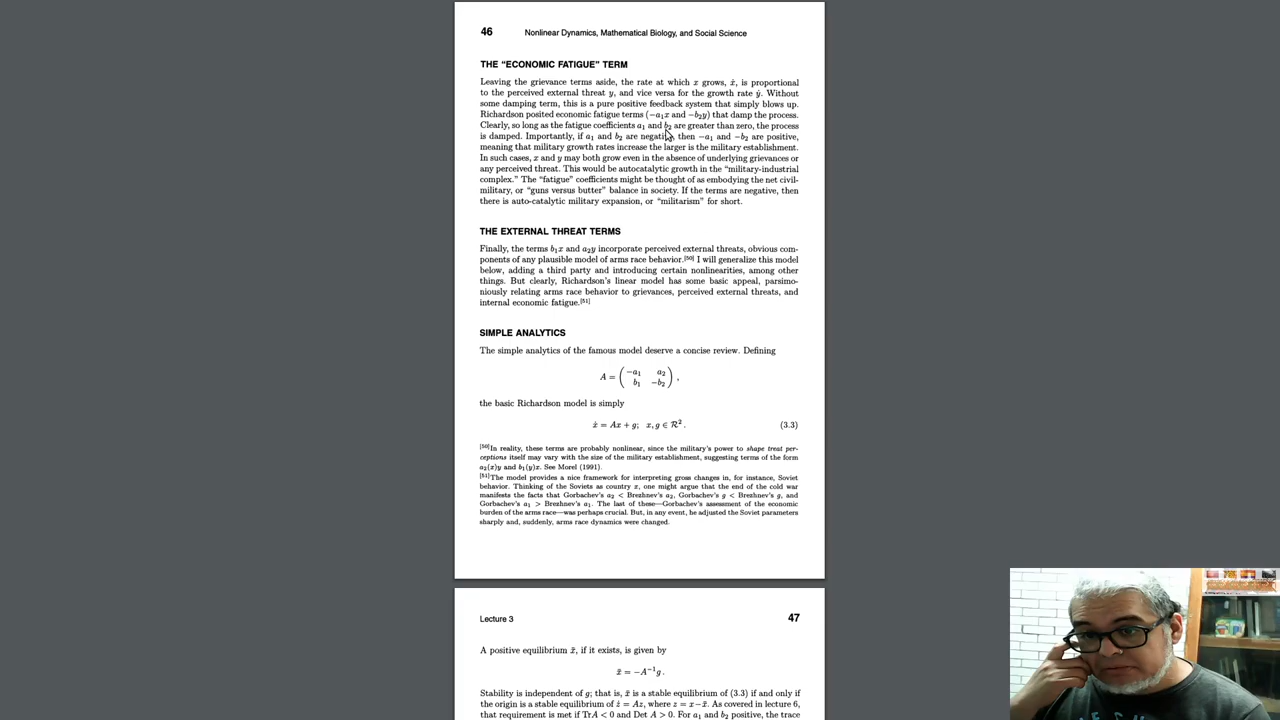 46 Nonlinear Dynamics, Mathematical Biology, and Social Science
THE “ECONOMIC FATIGUE” TERM
Leaving the grievance terms aside, the rate at which x grows, ẋ, is proportional
to the perceived external threat y, and vice versa for the growth rate ẏ. Without
some damping term, this is a pure positive feedback system that simply blows up.
Richardson posited economic fatigue terms (−a₁x and −b₂y) that damp the process.
Clearly, so long as the fatigue coefficients a₁ and b₂ are greater than zero, the process
is damped. Importantly, if a₁ and b₂ are negative, then −a₁ and −b₂ are positive,
meaning that military growth rates increase the larger is the military establishment.
In such cases, x and y may both grow even in the absence of underlying grievances or
any perceived threat. This would be autocatalytic growth in the “military-industrial
complex.” The “fatigue” coefficients might be thought of as embodying the net civil-
military, or “guns versus butter” balance in society. If the terms are negative, then
there is auto-catalytic military expansion, or “militarism” for short.
THE EXTERNAL THREAT TERMS
Finally, the terms b₁x and a₂y incorporate perceived external threats, obvious com-
ponents of any plausible model of arms race behavior.[50] I will generalize this model
below, adding a third party and introducing certain nonlinearities, among other
things. But clearly, Richardson’s linear model has some basic appeal, parsimo-
niously relating arms race behavior to grievances, perceived external threats, and
internal economic fatigue.[51]
SIMPLE ANALYTICS
The simple analytics of the famous model deserve a concise review. Defining
A = ( −a₁ a₂
b₁ −b₂ ) ,
the basic Richardson model is simply
ẋ = Ax + g; x, g ∈ R² . (3.3)
[50]In reality, these terms are probably nonlinear, since the military’s power to shape treat per-
ceptions itself may vary with the size of the military establishment, suggesting terms of the form
a₂(x)y and b₁(y)x. See Morel (1991).
[51]The model provides a nice framework for interpreting gross changes in, for instance, Soviet
behavior. Thinking of the Soviets as country x, one might argue that the end of the cold war
manifests the facts that Gorbachev’s a₂ < Brezhnev’s a₂, Gorbachev’s g < Brezhnev’s g, and
Gorbachev’s a₁ > Brezhnev’s a₁. The last of these—Gorbachev’s assessment of the economic
burden of the arms race—was perhaps crucial. But, in any event, he adjusted the Soviet parameters
sharply and, suddenly, arms race dynamics were changed.
Lecture 3 47
A positive equilibrium x̄, if it exists, is given by
x̄ = −A⁻¹g .
Stability is independent of g; that is, x̄ is a stable equilibrium of (3.3) if and only if
the origin is a stable equilibrium of ż = Az, where z = x−x̄. As covered in lecture 6,
that requirement is met if TrA < 0 and Det A > 0. For a₁ and b₂ positive, the trace